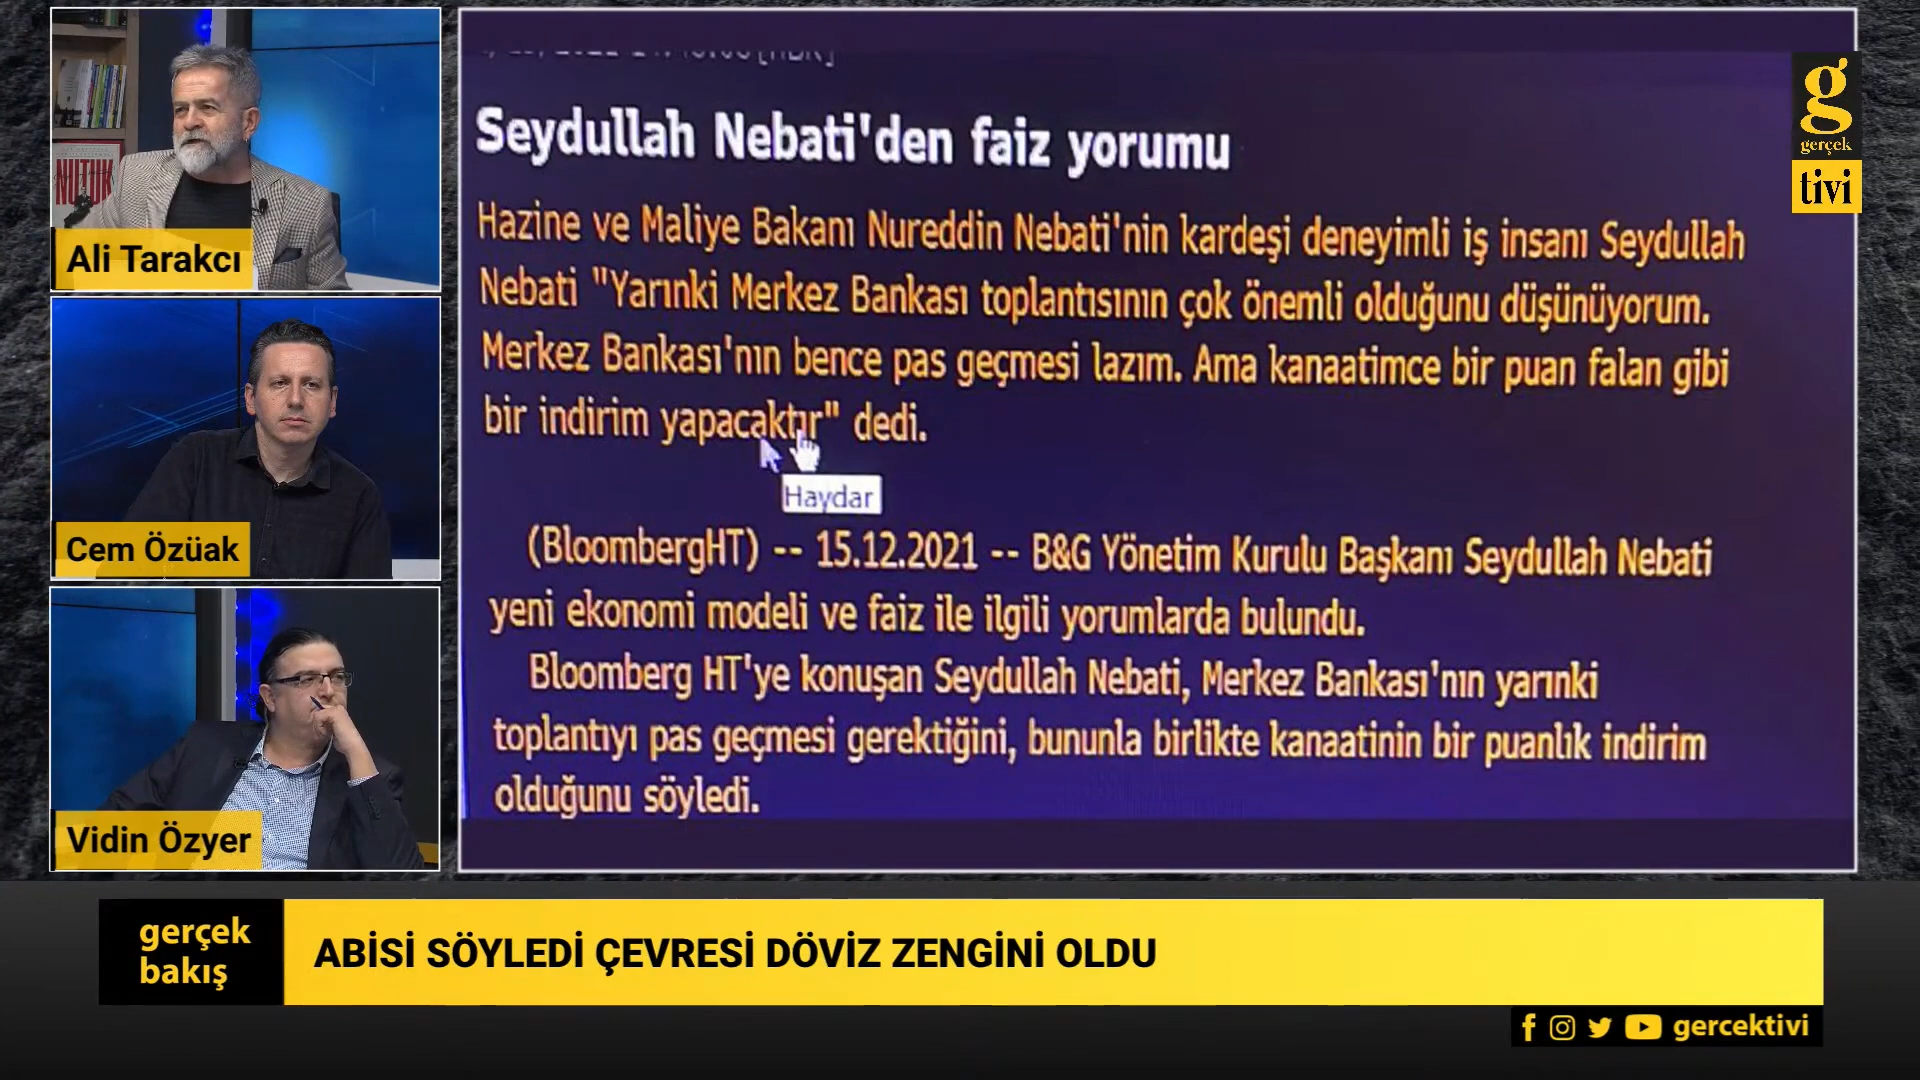 Seydullah Nebati'den faiz yorumu
Hazine ve Maliye Bakanı Nureddin Nebati'nin kardeşi deneyimli iş insanı Seydullah
Nebati "Yarınki Merkez Bankası toplantısının çok önemli olduğunu düşünüyorum.
Merkez Bankası'nın bence pas geçmesi lazım. Ama kanaatimce bir puan falan gibi
bir indirim yapacaktır" dedi.
Haydar
(BloombergHT) -- 15.12.2021 -- B&G Yönetim Kurulu Başkanı Seydullah Nebati
yeni ekonomi modeli ve faiz ile ilgili yorumlarda bulundu.
Bloomberg HT'ye konuşan Seydullah Nebati, Merkez Bankası'nın yarınki
toplantıyı pas geçmesi gerektiğini, bununla birlikte kanaatinin bir puanlık indirim
olduğunu söyledi.
g
gerçek
tivi
NUTUK
Ali Tarakcı
Cem Özüak
Vidin Özyer
gerçek
bakış
ABİSİ SÖYLEDİ ÇEVRESİ DÖVİZ ZENGİNİ OLDU
gercektivi